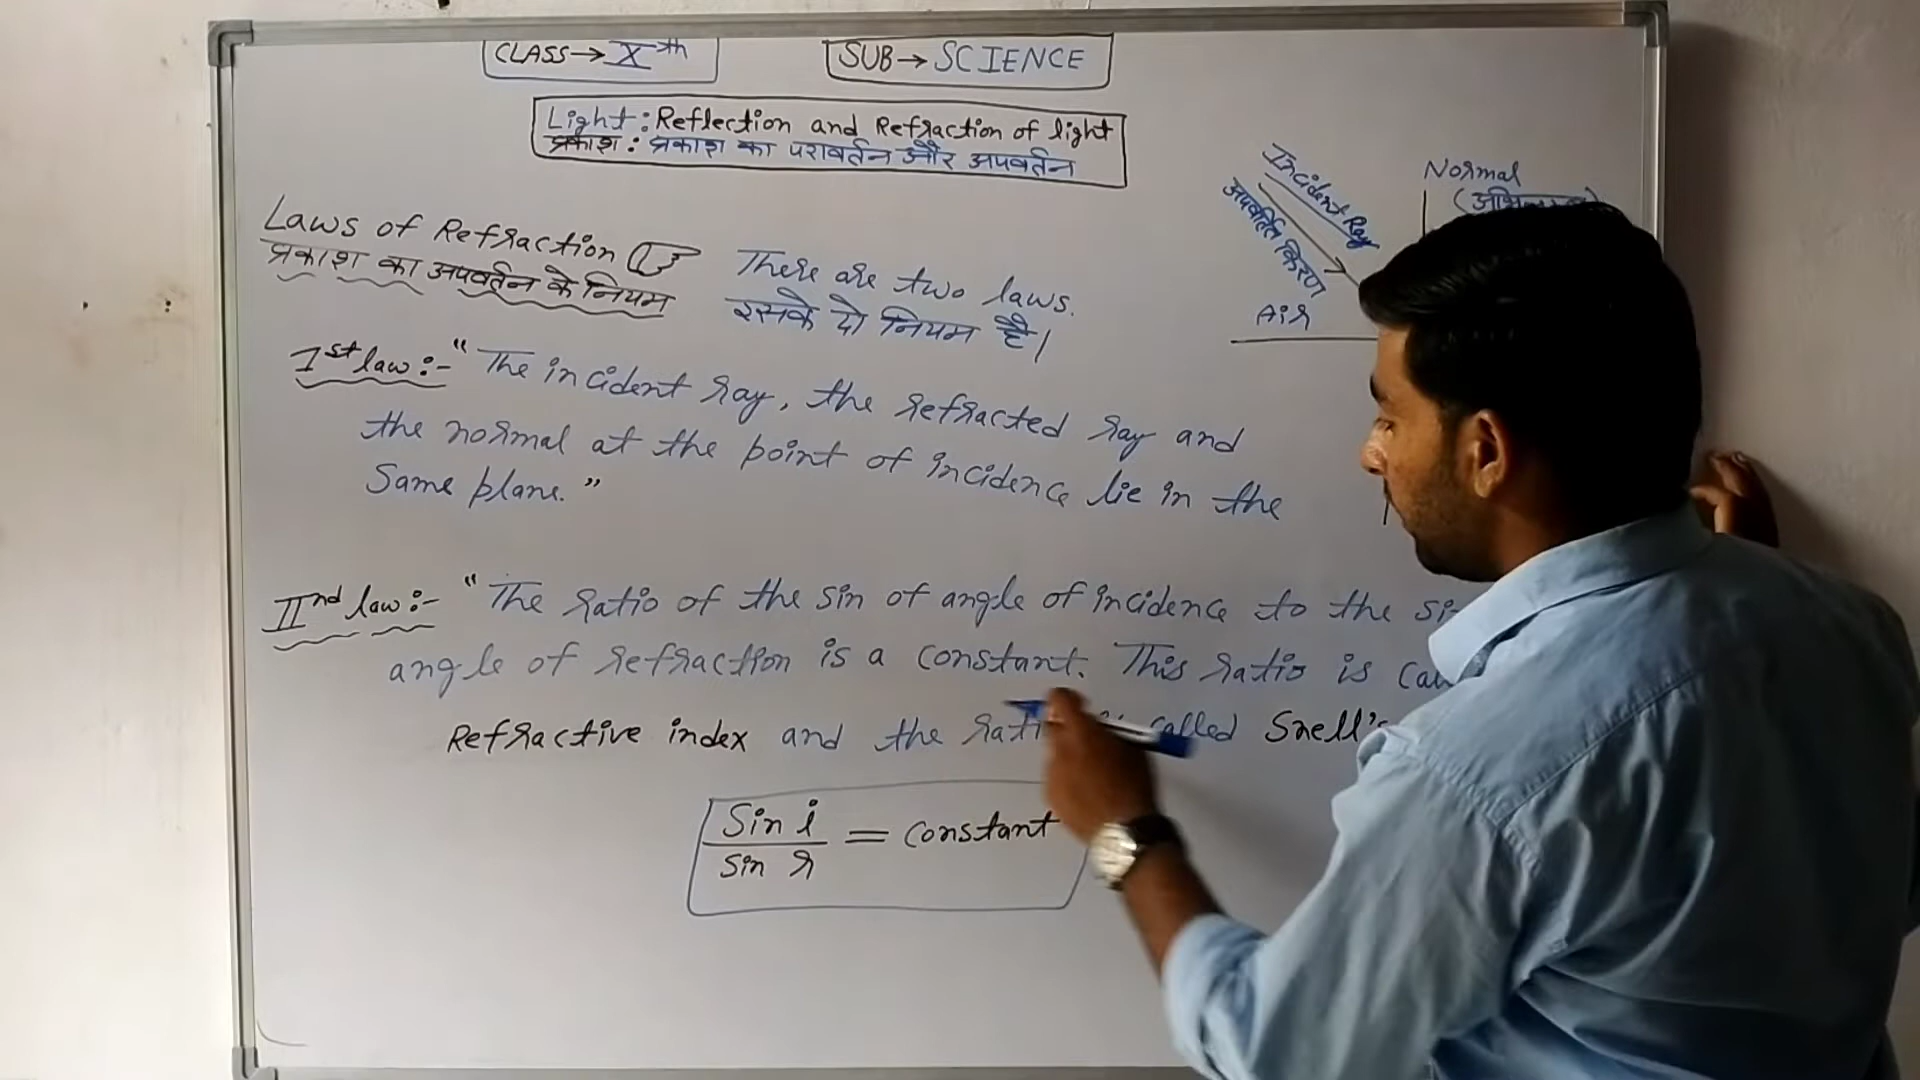 CLASS → Xth
SUB → SCIENCE
Light : Reflection and Refraction of light
प्रकाश : प्रकाश का परावर्तन और अपवर्तन
Laws of Refraction
प्रकाश का अपवर्तन के नियम
There are two laws.
इसके दो नियम है।
Incident Ray
अपवर्तित किरण
Normal
Air
Ist law :- "The incident ray, the refracted ray and
the normal at the point of incidence lie in the
Same plane."
IInd law :- "The ratio of the sin of angle of incidence to the
angle of refraction is a constant. This ratio is
Refractive index and the called Snell's
Sin i
sin r
= constant